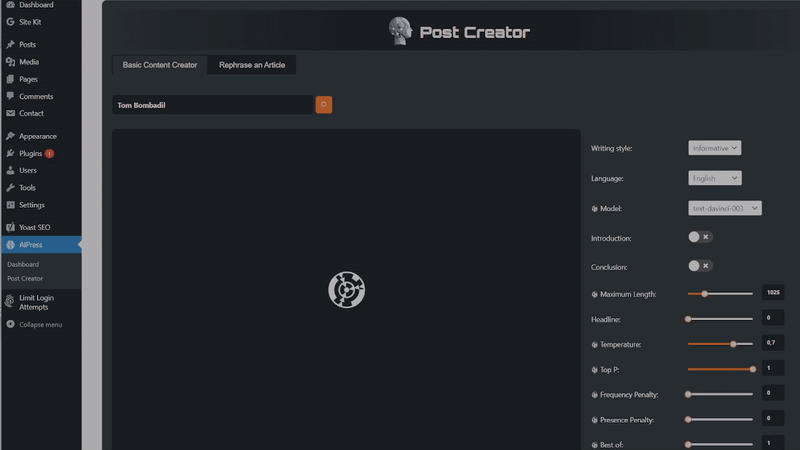 Dashboard
Site Kit
Posts
Media
Pages
Comments
Contact
Appearance
Plugins 1
Users
Tools
Settings
Yoast SEO
AIPress
Dashboard
Post Creator
Limit Login
Attempts
Collapse menu
Post Creator
Basic Content Creator
Rephrase an Article
Tom Bombadil
Writing style: Informative
Language: English
Model: text-davinci-003
Introduction:
Conclusion:
Maximum Length: 1025
Headline: 0
Temperature: 0,7
Top P: 1
Frequency Penalty: 0
Presence Penalty: 0
Best of: 1